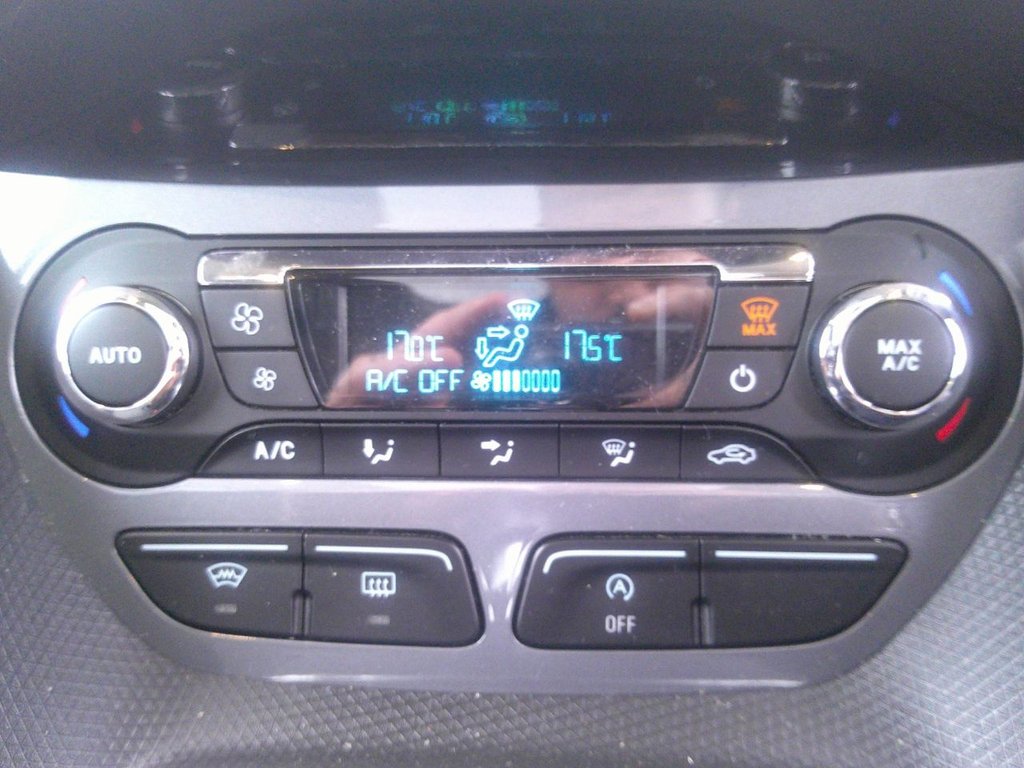 AUTO
17.0°C
17.5°C
A/C OFF
MAX
MAX
A/C
A/C
A
OFF